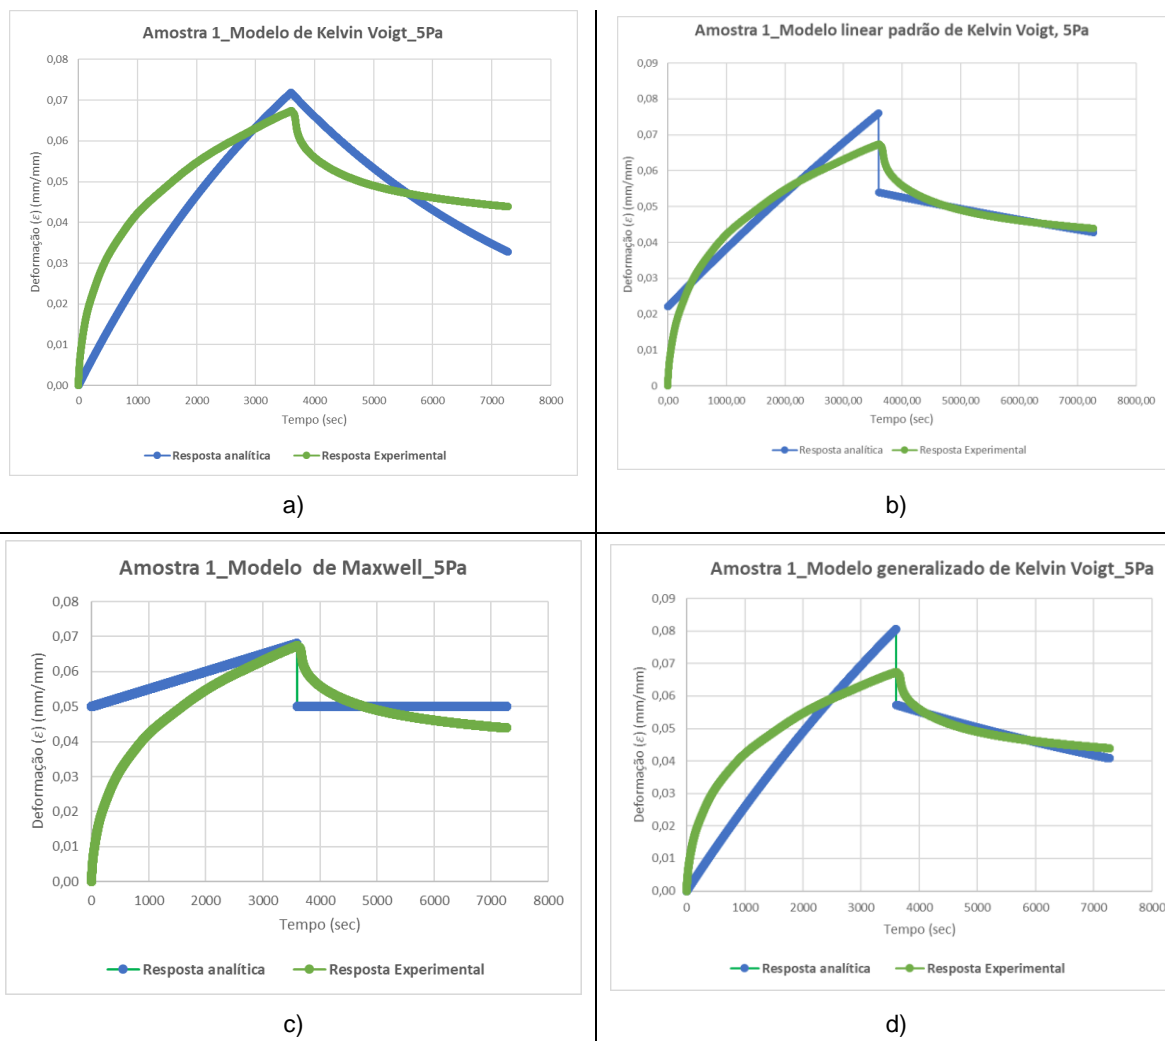 Amostra 1_Modelo de Kelvin Voigt_5Pa
0,08
0,07
0,06
0,05
0,04
0,03
0,02
0,01
0,00
Deformação (ε) (mm/mm)
0 1000 2000 3000 4000 5000 6000 7000 8000
Tempo (sec)
Resposta analítica Resposta Experimental
a)
Amostra 1_Modelo linear padrão de Kelvin Voigt, 5Pa
0,09
0,08
0,07
0,06
0,05
0,04
0,03
0,02
0,01
0
Deformação (ε) (mm/mm)
0,00 1000,00 2000,00 3000,00 4000,00 5000,00 6000,00 7000,00 8000,00
Tempo (sec)
Resposta analítica Resposta Experimental
b)
Amostra 1_Modelo de Maxwell_5Pa
0,08
0,07
0,06
0,05
0,04
0,03
0,02
0,01
0,00
Deformação (ε) (mm/mm)
0 1000 2000 3000 4000 5000 6000 7000 8000
Tempo (sec)
Resposta analítica Resposta Experimental
c)
Amostra 1_Modelo generalizado de Kelvin Voigt_5Pa
0,09
0,08
0,07
0,06
0,05
0,04
0,03
0,02
0,01
0,00
Deformação (ε) (mm/mm)
0 1000 2000 3000 4000 5000 6000 7000 8000
Tempo (sec)
Resposta analítica Resposta Experimental
d)